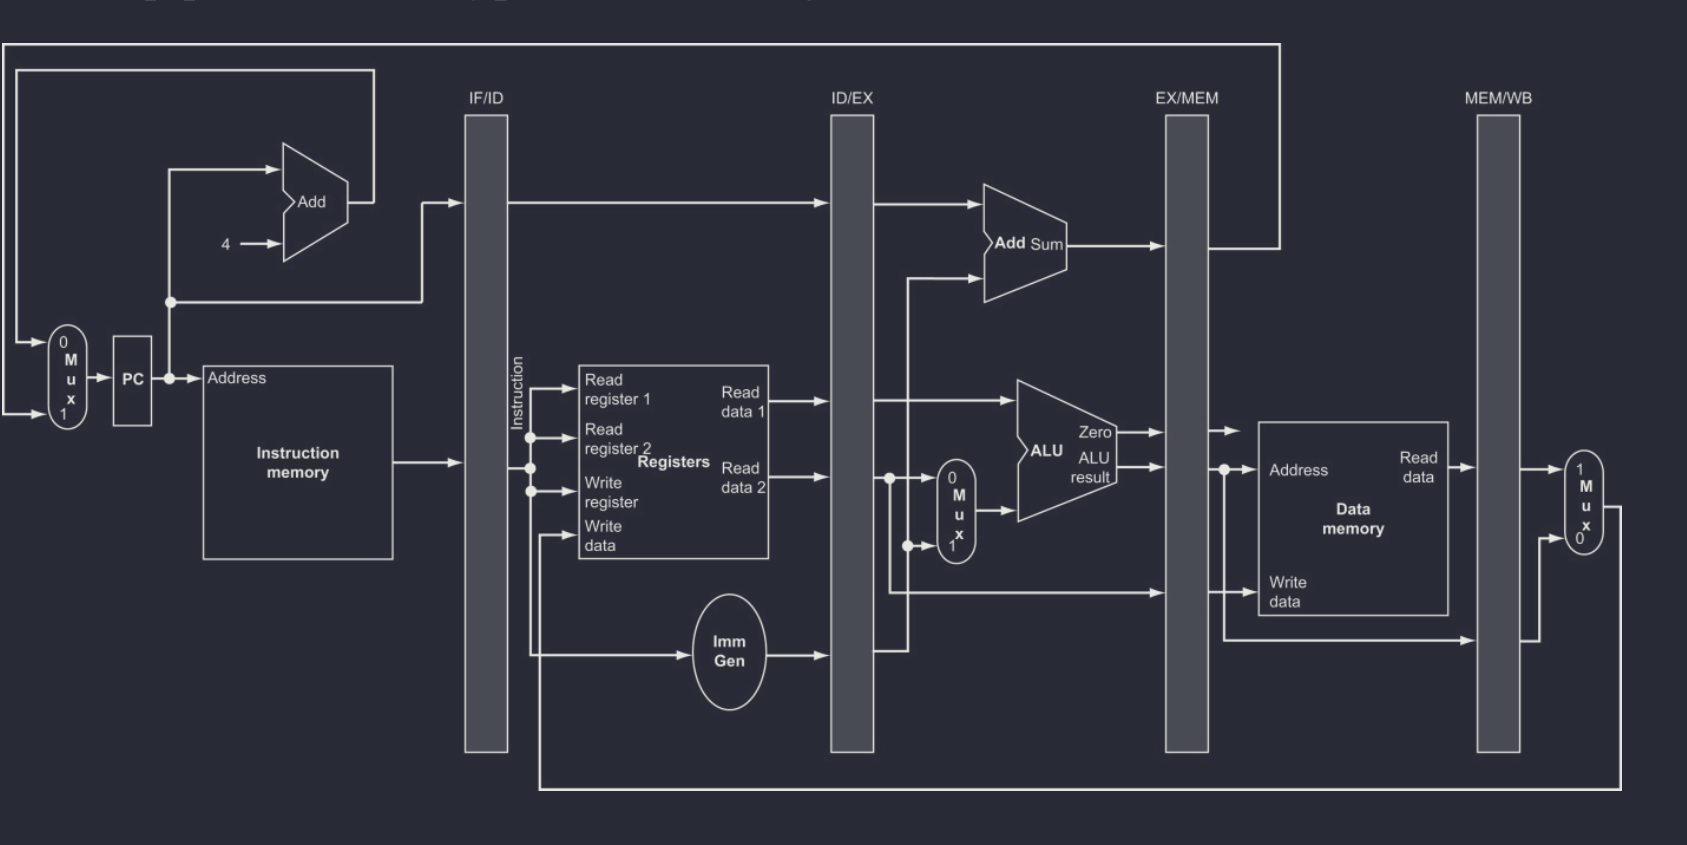 IF/ID
ID/EX
EX/MEM
MEM/WB
Add
4
Add Sum
0
M
u
x
1
PC
Address
Instruction
memory
Instruction
Read
register 1
Read
register 2
Write
register
Write
data
Registers
Read
data 1
Read
data 2
Imm
Gen
0
M
u
x
1
ALU
Zero
ALU
result
Address
Read
data
Data
memory
Write
data
1
M
u
x
0